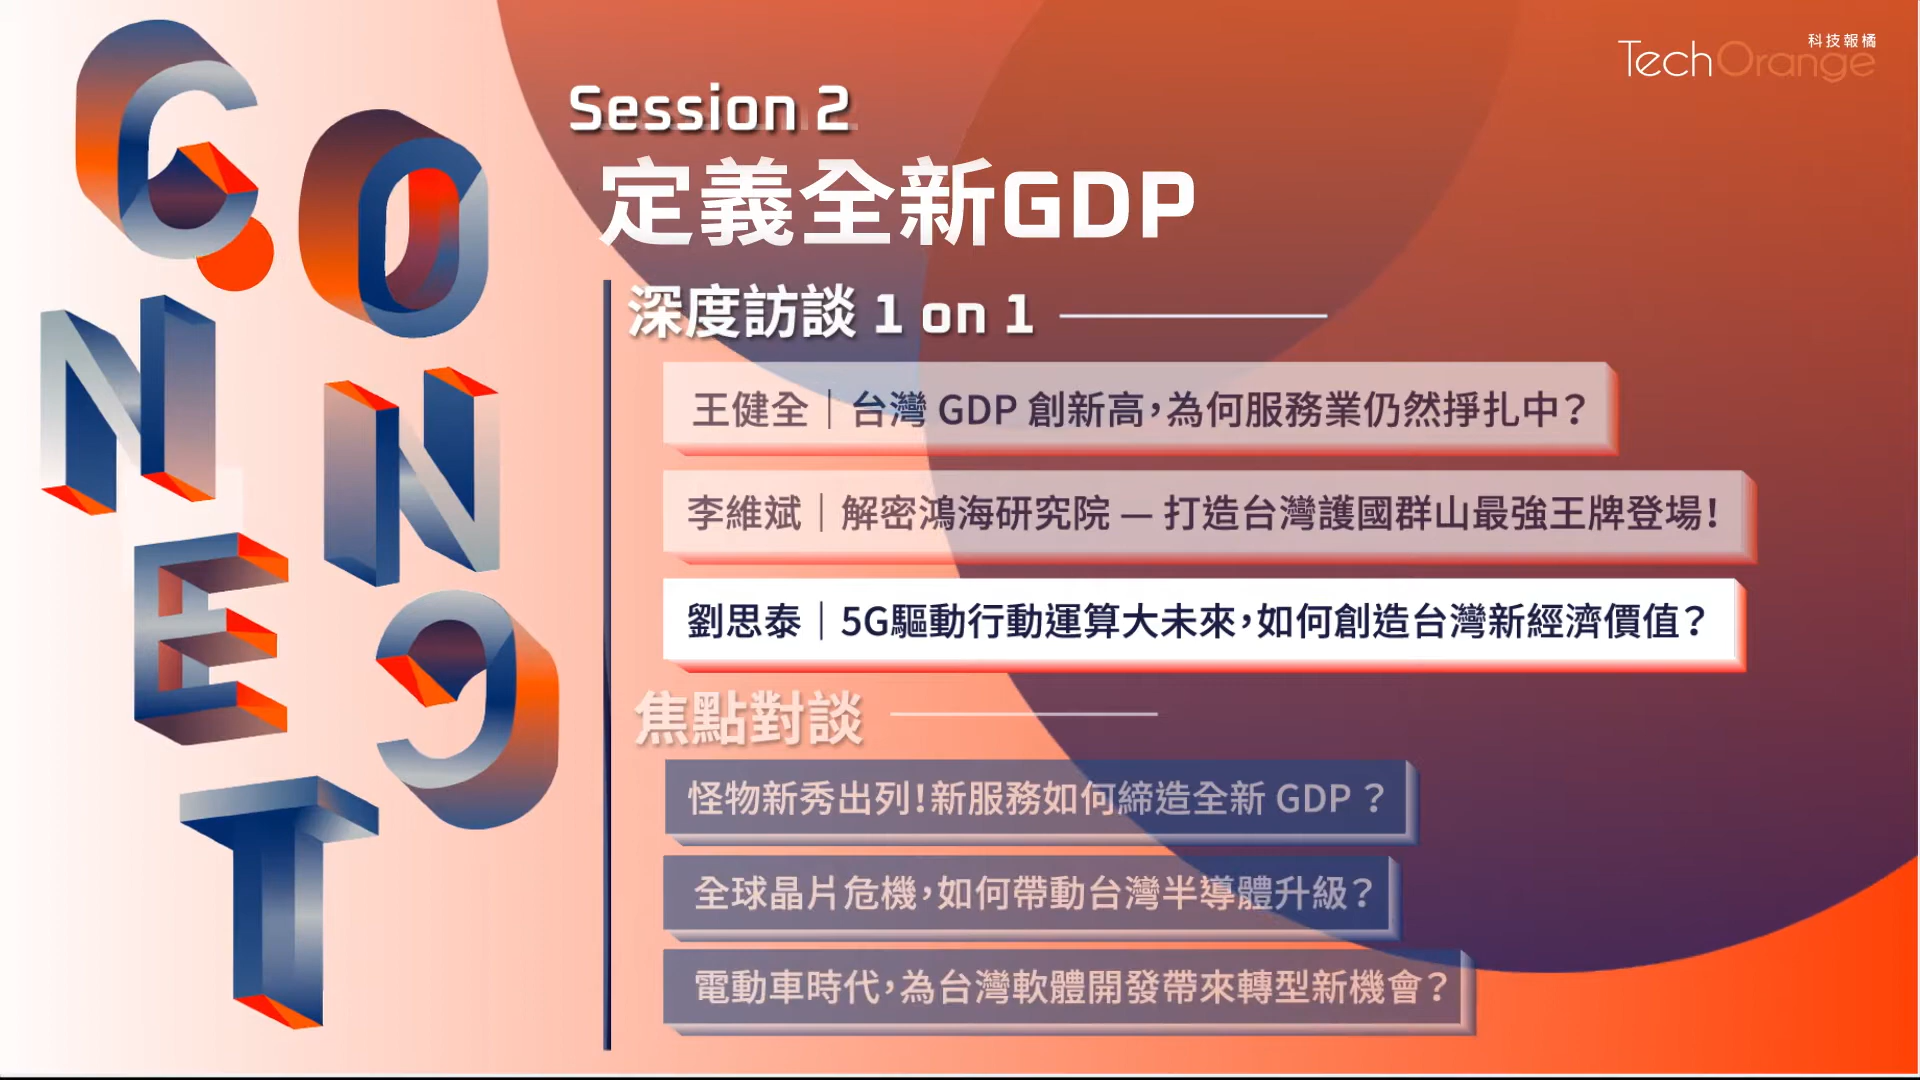 科技報橘
TechOrange
CONNECT
Session 2
定義全新GDP
深度訪談 1 on 1
王健全｜台灣 GDP 創新高，為何服務業仍然掙扎中？
李維斌｜解密鴻海研究院 — 打造台灣護國群山最強王牌登場！
劉思泰｜5G驅動行動運算大未來，如何創造台灣新經濟價值？
焦點對談
怪物新秀出列！新服務如何締造全新 GDP ？
全球晶片危機，如何帶動台灣半導體升級？
電動車時代，為台灣軟體開發帶來轉型新機會？